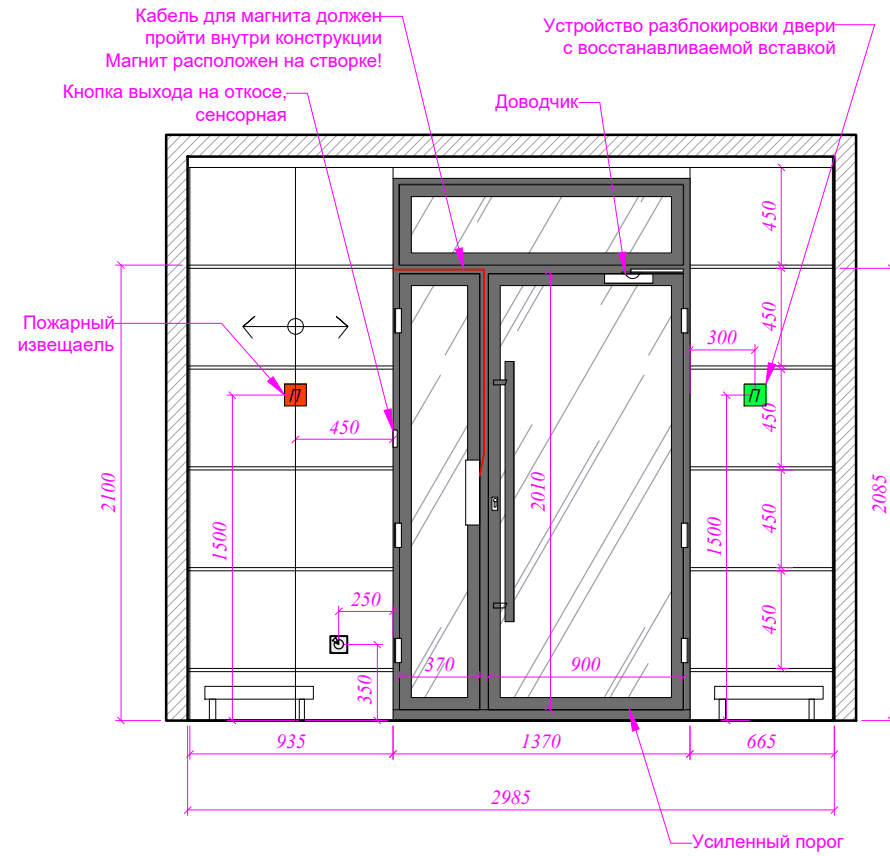 Кабель для магнита должен
пройти внутри конструкции
Магнит расположен на створке!
Устройство разблокировки двери
с восстанавливаемой вставкой
Кнопка выхода на откосе,
сенсорная
Доводчик
450
450
Пожарный
извещаель
300
П
П
450
450
2100
1500
2010
1500
2085
450
250
450
370
900
350
935
1370
665
2985
Усиленный порог